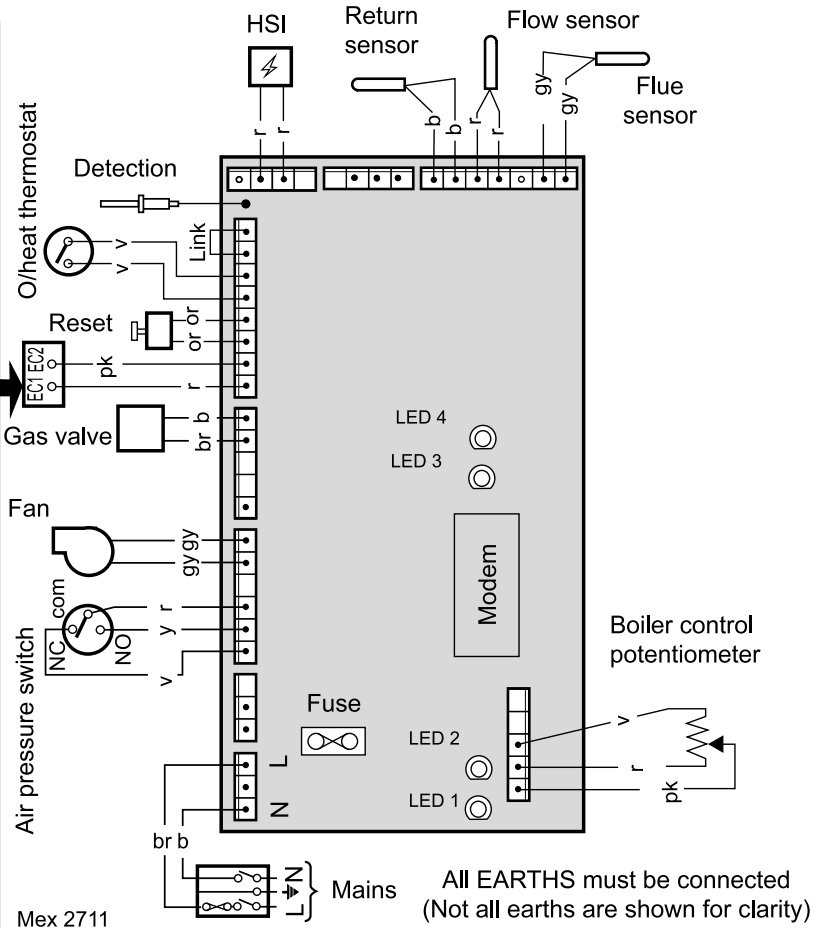 HSI
Return
sensor
Flow sensor
Flue
sensor
r
r
b
b
r
r
gy
gy
Detection
O/heat thermostat
v
v
Link
Reset
or
or
EC1 EC2
pk
r
Gas valve
b
br
LED 4
LED 3
Fan
gy
gy
Modem
Air pressure switch
com
NC
NO
r
y
v
Boiler control
potentiometer
Fuse
LED 2
LED 1
v
r
pk
L
N
br b
N
L
Mains
All EARTHS must be connected
(Not all earths are shown for clarity)
Mex 2711